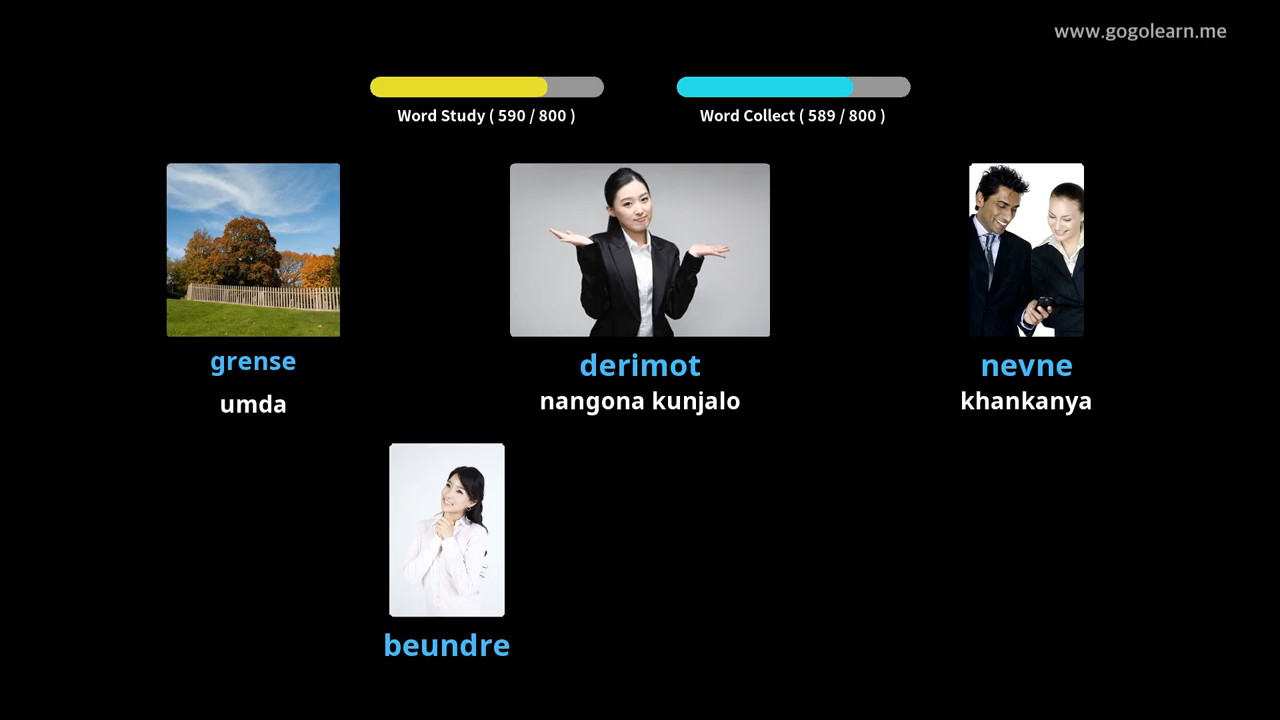 www.gogolearn.me
Word Study ( 590 / 800 )
Word Collect ( 589 / 800 )
grense
umda
derimot
nangona kunjalo
nevne
khankanya
beundre